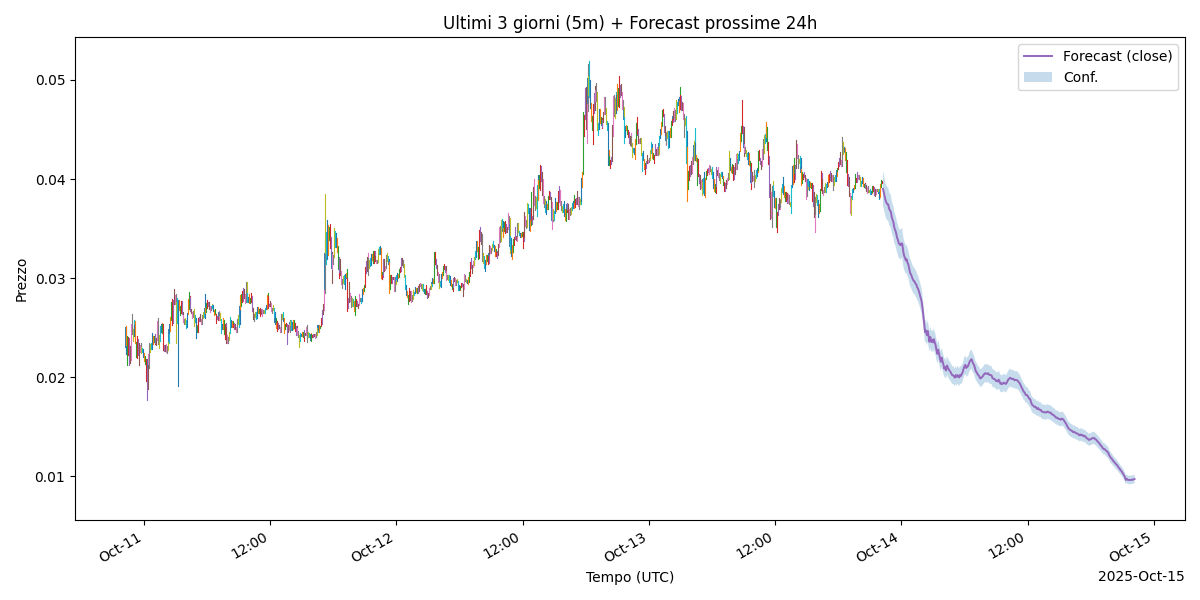 Ultimi 3 giorni (5m) + Forecast prossime 24h
Forecast (close)
Conf.
Prezzo
0.05
0.04
0.03
0.02
0.01
Oct-11
12:00
Oct-12
12:00
Oct-13
12:00
Oct-14
12:00
Oct-15
Tempo (UTC)
2025-Oct-15